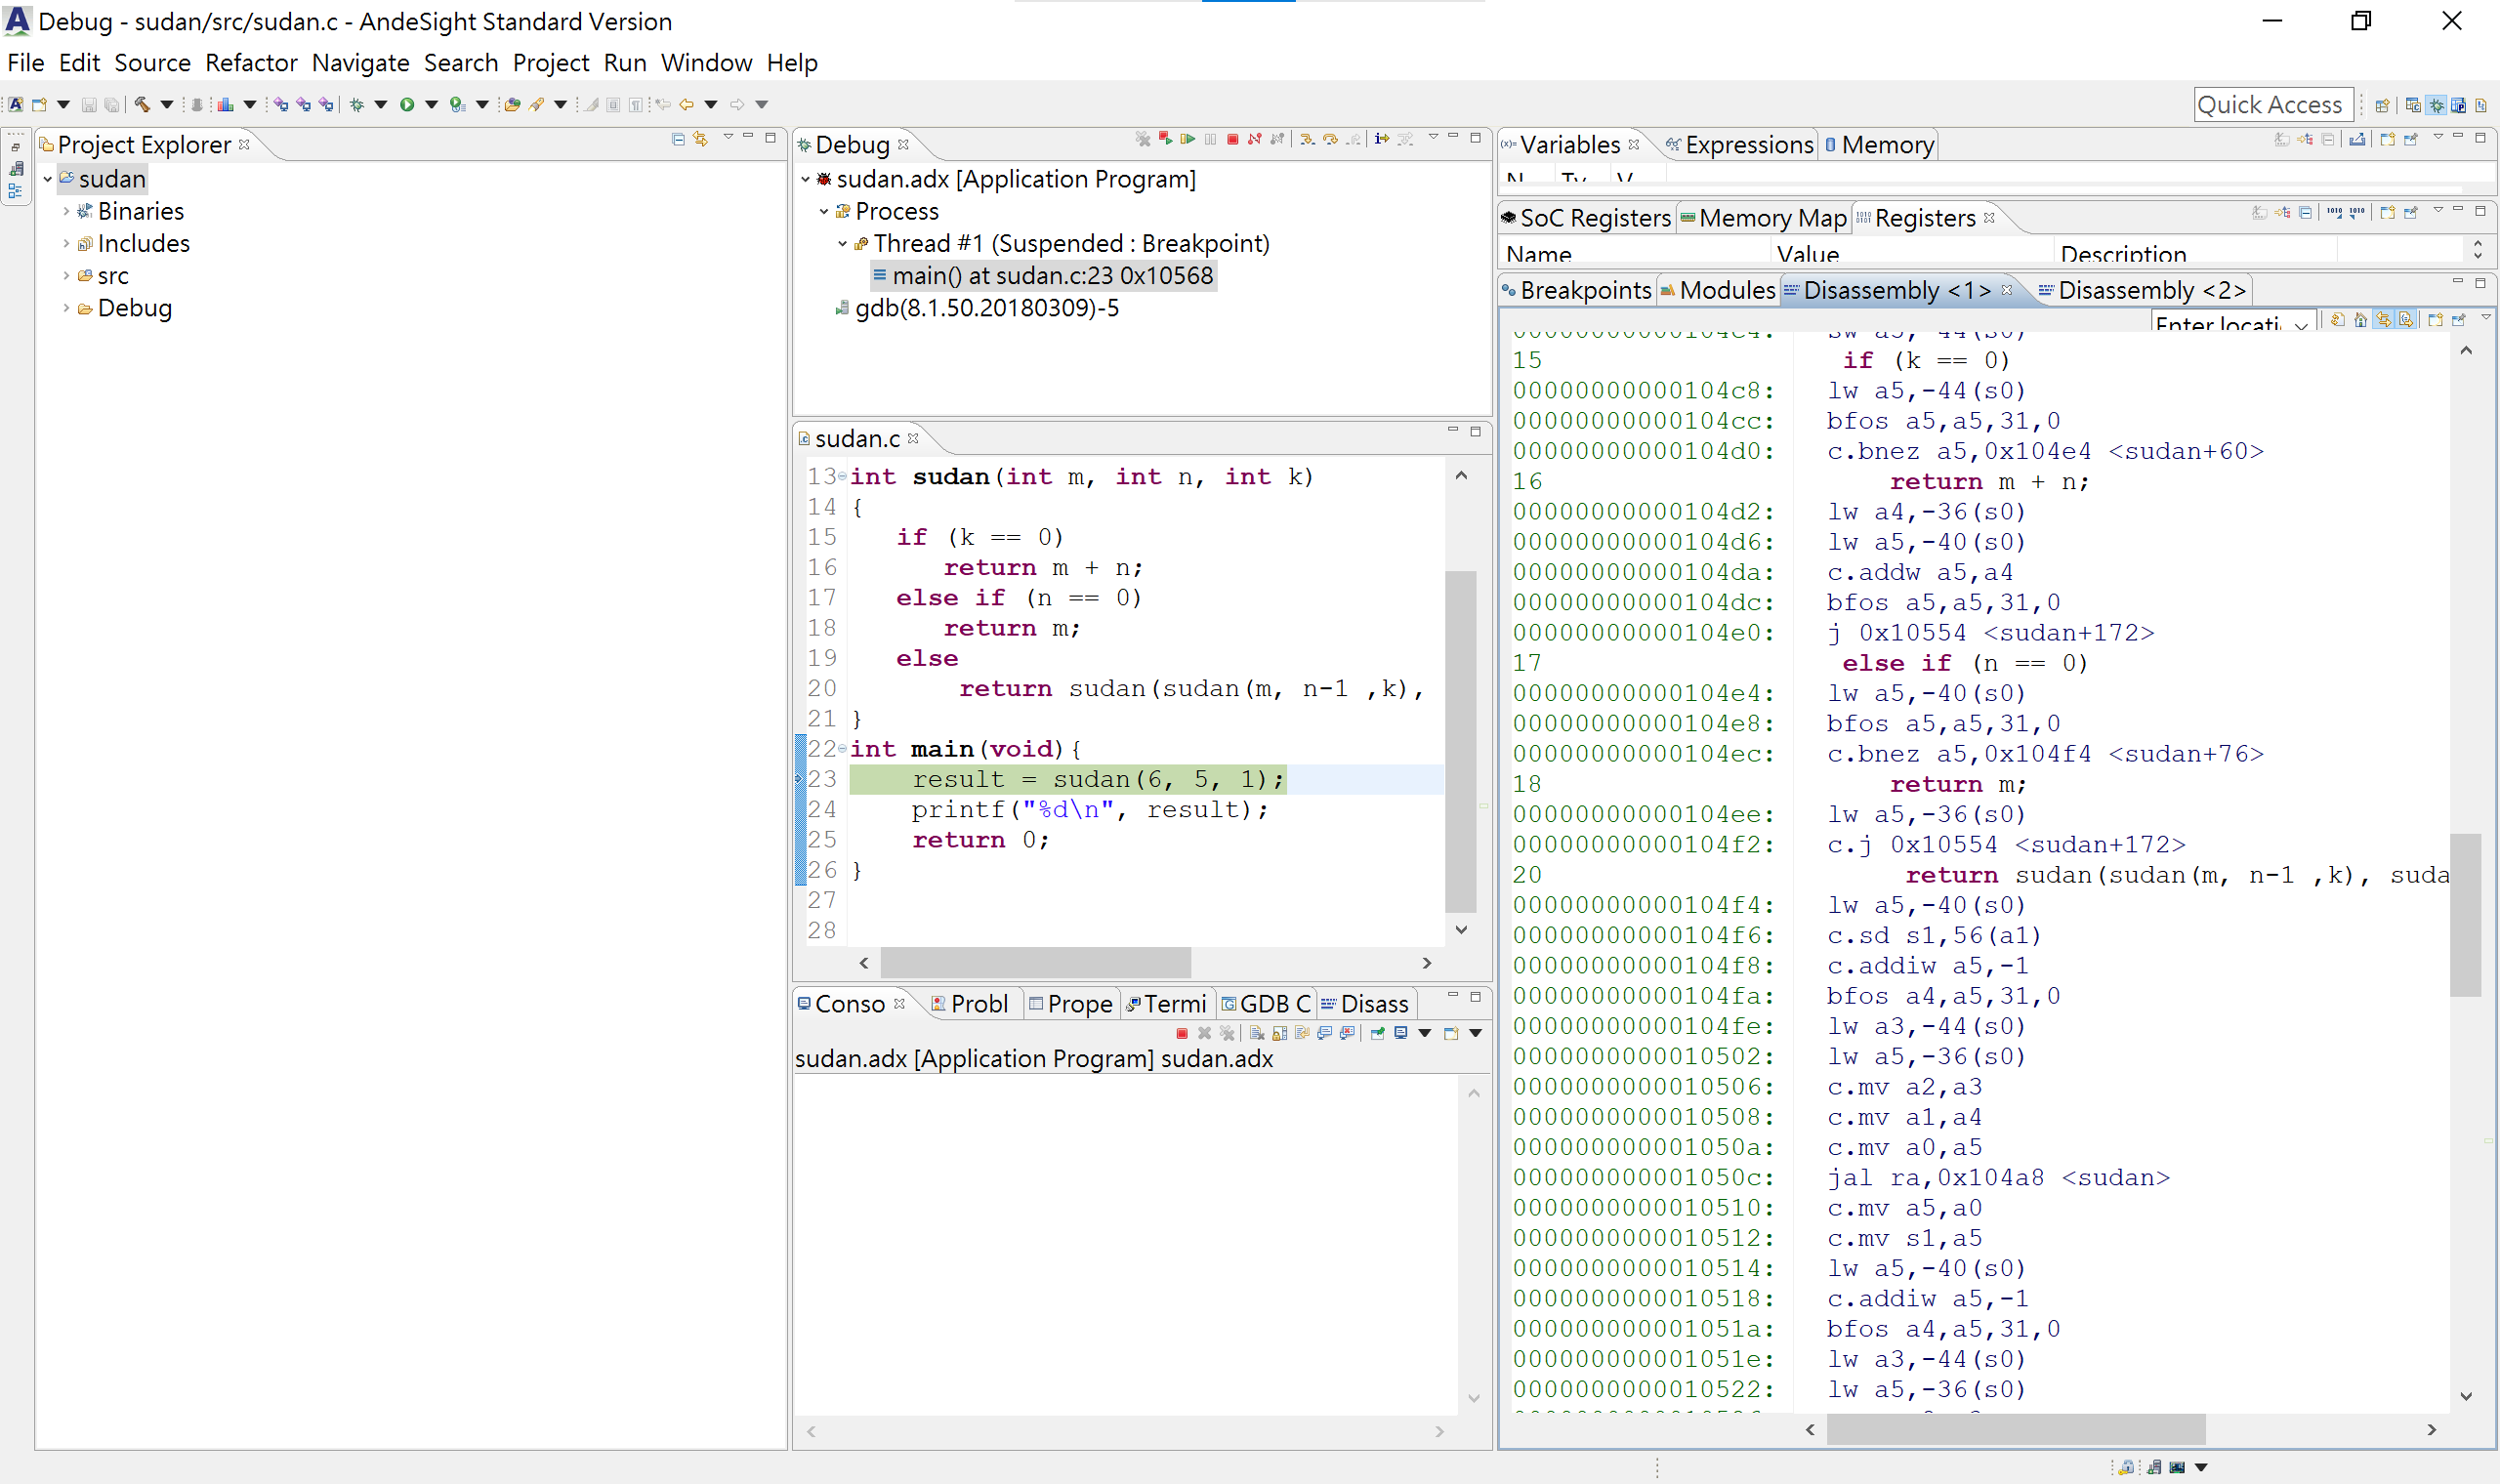 Debug - sudan/src/sudan.c - AndeSight Standard Version
File Edit Source Refactor Navigate Search Project Run Window Help
Quick Access
Project Explorer
sudan
Binaries
Includes
src
Debug
Debug
sudan.adx [Application Program]
Process
Thread #1 (Suspended : Breakpoint)
main() at sudan.c:23 0x10568
gdb(8.1.50.20180309)-5
sudan.c
13 int sudan(int m, int n, int k)
14 {
15 if (k == 0)
16 return m + n;
17 else if (n == 0)
18 return m;
19 else
20 return sudan(sudan(m, n-1 ,k),
21 }
22 int main(void){
23 result = sudan(6, 5, 1);
24 printf("%d\n", result);
25 return 0;
26 }
27
28
Conso Probl Prope Termi GDB C Disass
sudan.adx [Application Program] sudan.adx
Variables Expressions Memory
SoC Registers Memory Map Registers
Name Value Description
Breakpoints Modules Disassembly <1> Disassembly <2>
Enter locati
00000000000104c4: sw a5,-44(s0)
15 if (k == 0)
00000000000104c8: lw a5,-44(s0)
00000000000104cc: bfos a5,a5,31,0
00000000000104d0: c.bnez a5,0x104e4 <sudan+60>
16 return m + n;
00000000000104d2: lw a4,-36(s0)
00000000000104d6: lw a5,-40(s0)
00000000000104da: c.addw a5,a4
00000000000104dc: bfos a5,a5,31,0
00000000000104e0: j 0x10554 <sudan+172>
17 else if (n == 0)
00000000000104e4: lw a5,-40(s0)
00000000000104e8: bfos a5,a5,31,0
00000000000104ec: c.bnez a5,0x104f4 <sudan+76>
18 return m;
00000000000104ee: lw a5,-36(s0)
00000000000104f2: c.j 0x10554 <sudan+172>
20 return sudan(sudan(m, n-1 ,k), suda
00000000000104f4: lw a5,-40(s0)
00000000000104f6: c.sd s1,56(a1)
00000000000104f8: c.addiw a5,-1
00000000000104fa: bfos a4,a5,31,0
00000000000104fe: lw a3,-44(s0)
0000000000010502: lw a5,-36(s0)
0000000000010506: c.mv a2,a3
0000000000010508: c.mv a1,a4
000000000001050a: c.mv a0,a5
000000000001050c: jal ra,0x104a8 <sudan>
0000000000010510: c.mv a5,a0
0000000000010512: c.mv s1,a5
0000000000010514: lw a5,-40(s0)
0000000000010518: c.addiw a5,-1
000000000001051a: bfos a4,a5,31,0
000000000001051e: lw a3,-44(s0)
0000000000010522: lw a5,-36(s0)